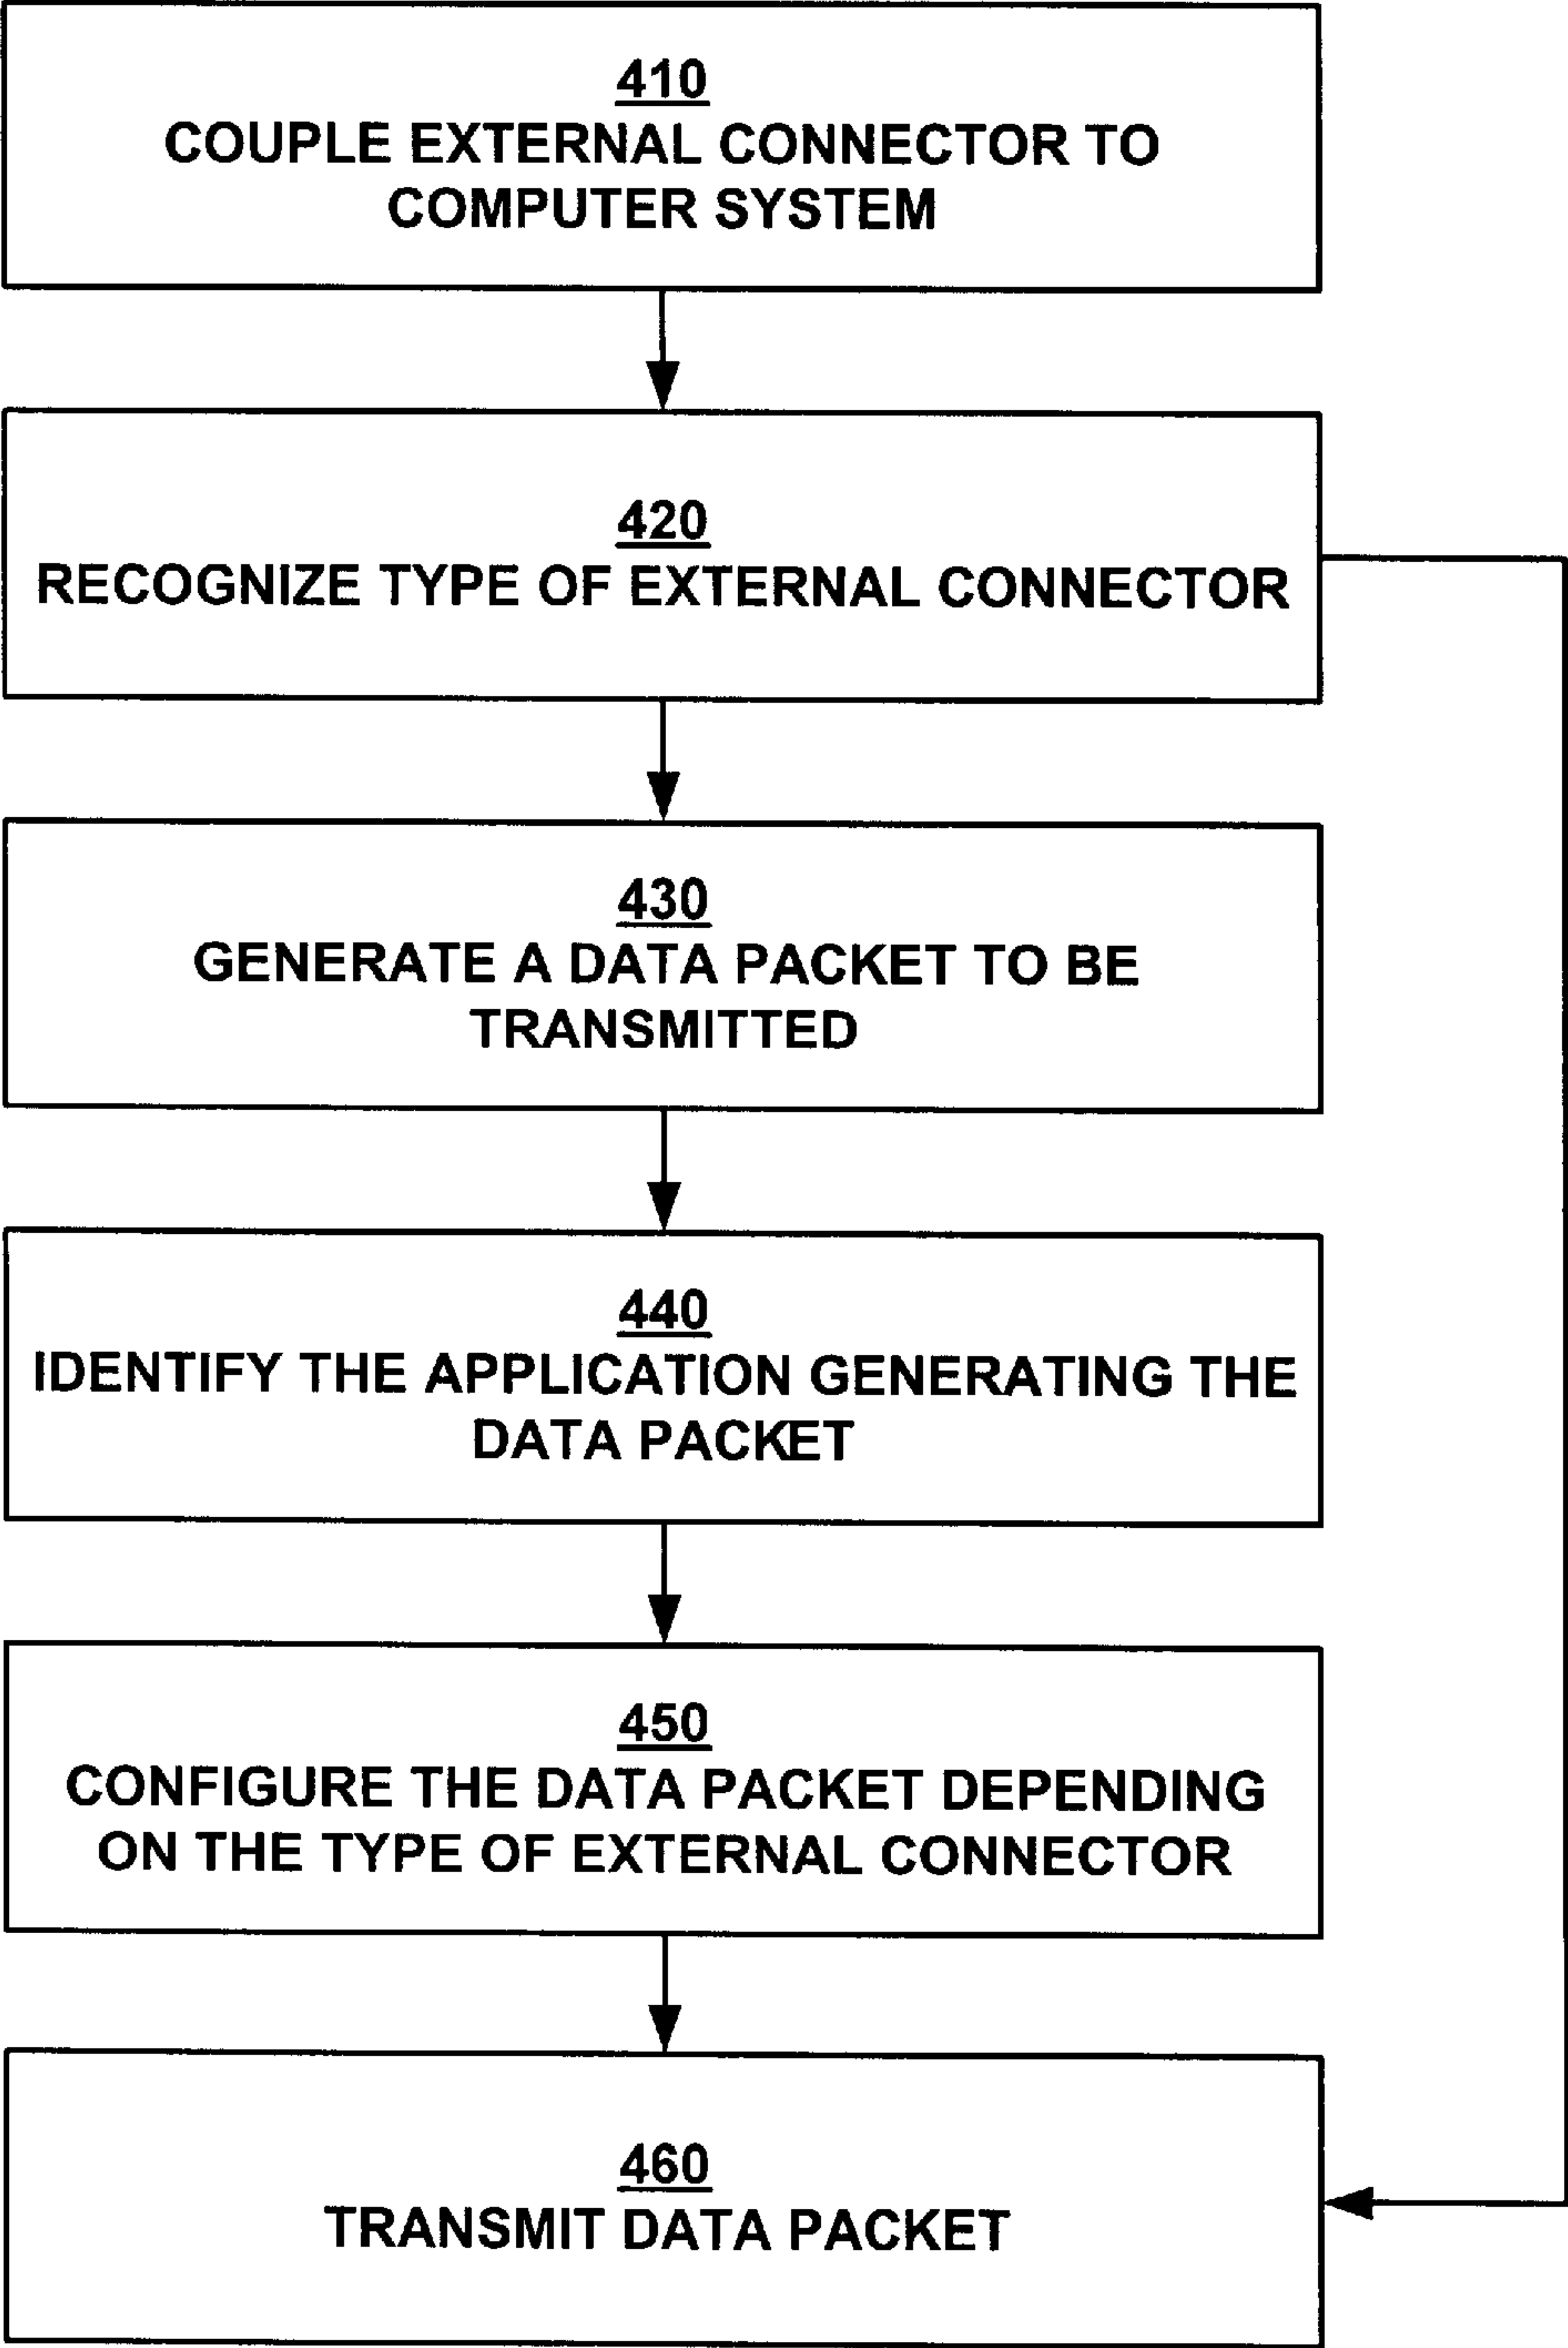 410
COUPLE EXTERNAL CONNECTOR TO
COMPUTER SYSTEM
420
RECOGNIZE TYPE OF EXTERNAL CONNECTOR
430
GENERATE A DATA PACKET TO BE
TRANSMITTED
440
IDENTIFY THE APPLICATION GENERATING THE
DATA PACKET
450
CONFIGURE THE DATA PACKET DEPENDING
ON THE TYPE OF EXTERNAL CONNECTOR
460
TRANSMIT DATA PACKET